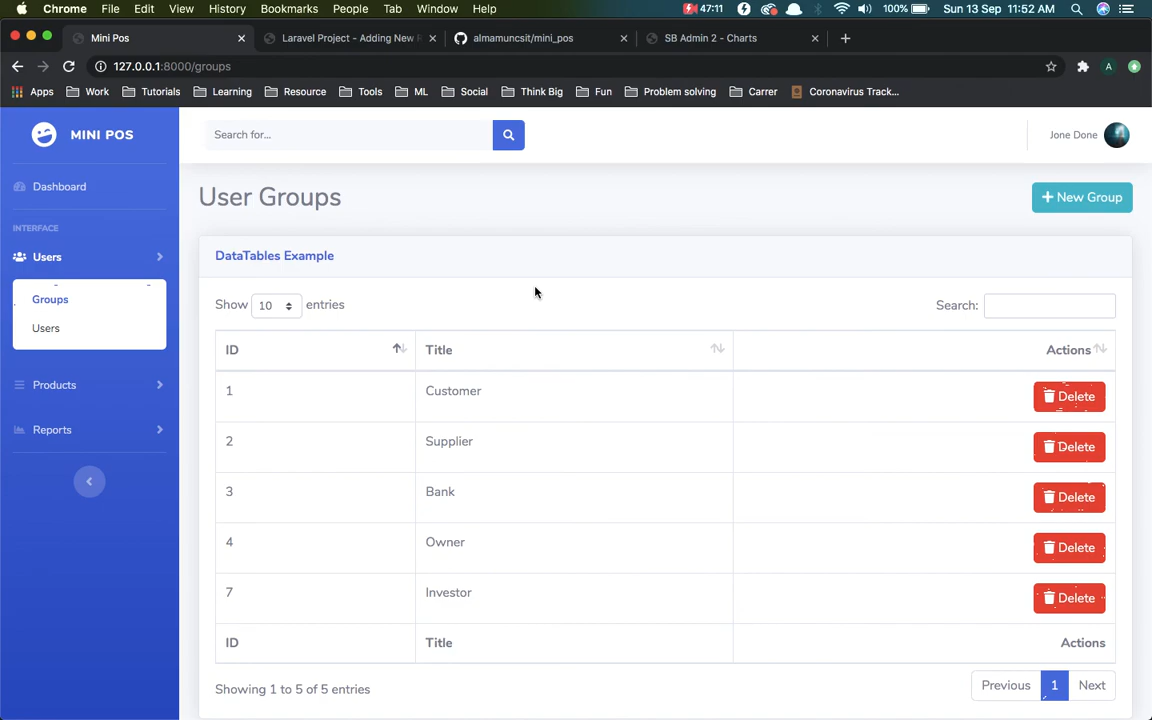 Chrome File Edit View History Bookmarks People Tab Window Help 47:11 100% Sun 13 Sep 11:52 AM
Mini Pos Laravel Project - Adding New R almamuncsit/mini_pos SB Admin 2 - Charts
127.0.0.1:8000/groups A
Apps Work Tutorials Learning Resource Tools ML Social Think Big Fun Problem solving Carrer Coronavirus Track...
MINI POS Search for... Jone Done
Dashboard User Groups + New Group
INTERFACE
Users DataTables Example
Groups Show 10 entries Search:
Users ID Title Actions
Products 1 Customer Delete
Reports 2 Supplier Delete
3 Bank Delete
4 Owner Delete
7 Investor Delete
ID Title Actions
Showing 1 to 5 of 5 entries Previous 1 Next